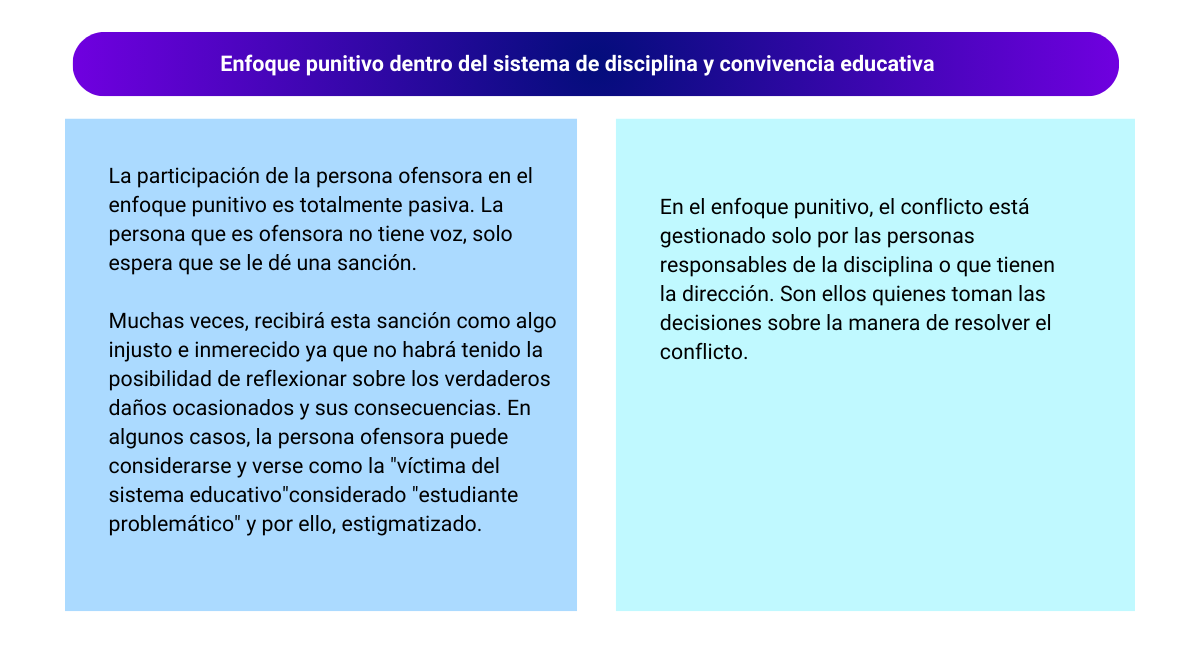 Enfoque punitivo dentro del sistema de disciplina y convivencia educativa
La participación de la persona ofensora en el
enfoque punitivo es totalmente pasiva. La
persona que es ofensora no tiene voz, solo
espera que se le dé una sanción.
Muchas veces, recibirá esta sanción como algo
injusto e inmerecido ya que no habrá tenido la
posibilidad de reflexionar sobre los verdaderos
daños ocasionados y sus consecuencias. En
algunos casos, la persona ofensora puede
considerarse y verse como la "víctima del
sistema educativo"considerado "estudiante
problemático" y por ello, estigmatizado.
En el enfoque punitivo, el conflicto está
gestionado solo por las personas
responsables de la disciplina o que tienen
la dirección. Son ellos quienes toman las
decisiones sobre la manera de resolver el
conflicto.